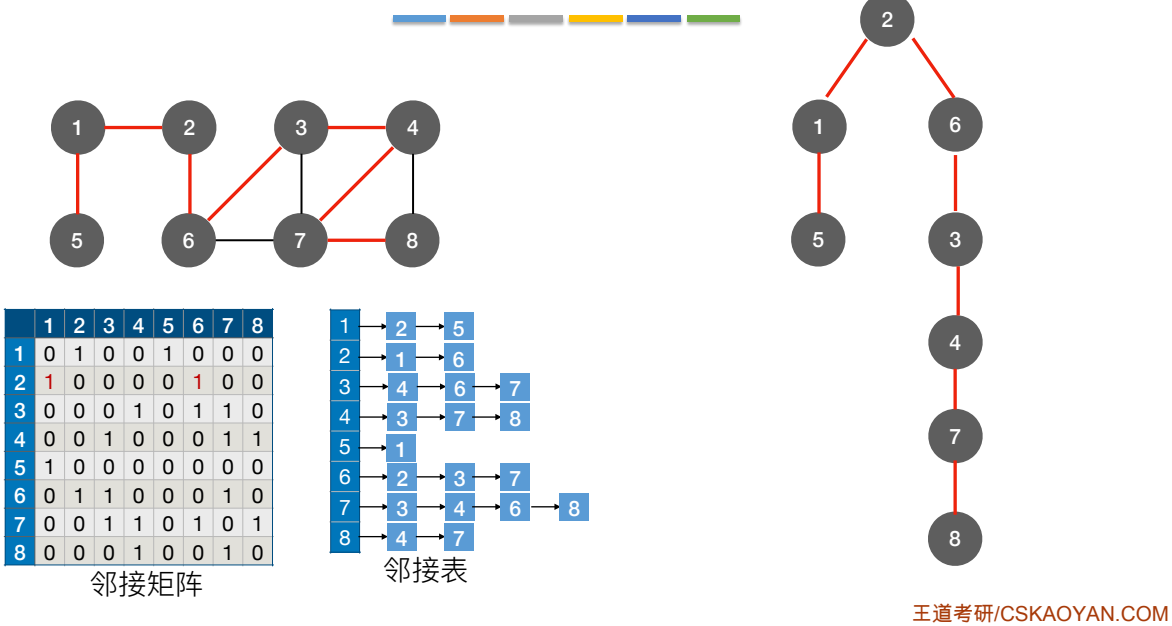 2
1 2 3 4
1 6
5 6 7 8
5 3
4
7
8
1 2 3 4 5 6 7 8
1 0 1 0 0 1 0 0 0
2 1 0 0 0 0 1 0 0
3 0 0 0 1 0 1 1 0
4 0 0 1 0 0 0 1 1
5 1 0 0 0 0 0 0 0
6 0 1 1 0 0 0 1 0
7 0 0 1 1 0 1 0 1
8 0 0 0 1 0 0 1 0
邻接矩阵
1 2 5
2 1 6
3 4 6 7
4 3 7 8
5 1
6 2 3 7
7 3 4 6 8
8 4 7
邻接表
王道考研/CSKAOYAN.COM